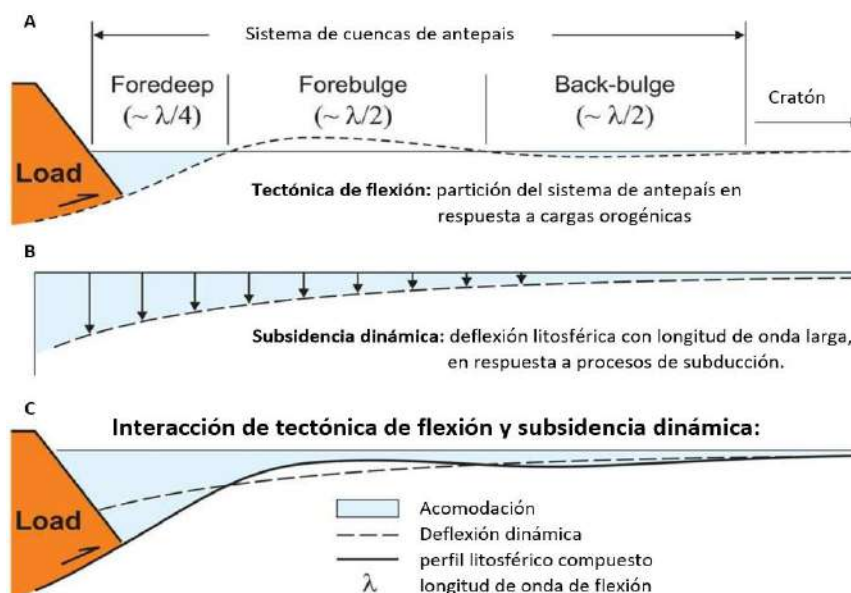 A
Sistema de cuencas de antepais
Foredeep
(~ λ/4)
Forebulge
(~ λ/2)
Back-bulge
(~ λ/2)
Cratón
Load
Tectónica de flexión: partición del sistema de antepaís en
respuesta a cargas orogénicas
B
Subsidencia dinámica: deflexión litosférica con longitud de onda larga,
en respuesta a procesos de subducción.
C
Interacción de tectónica de flexión y subsidencia dinámica:
Load
Acomodación
Deflexión dinámica
perfil litosférico compuesto
λ longitud de onda de flexión